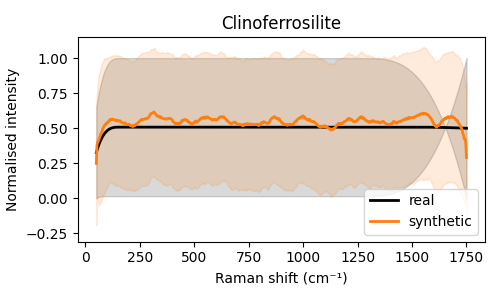 Clinoferrosilite
Normalised intensity
1.00
0.75
0.50
0.25
0.00
−0.25
0
250
500
750
1000
1250
1500
1750
real
synthetic
Raman shift (cm⁻¹)